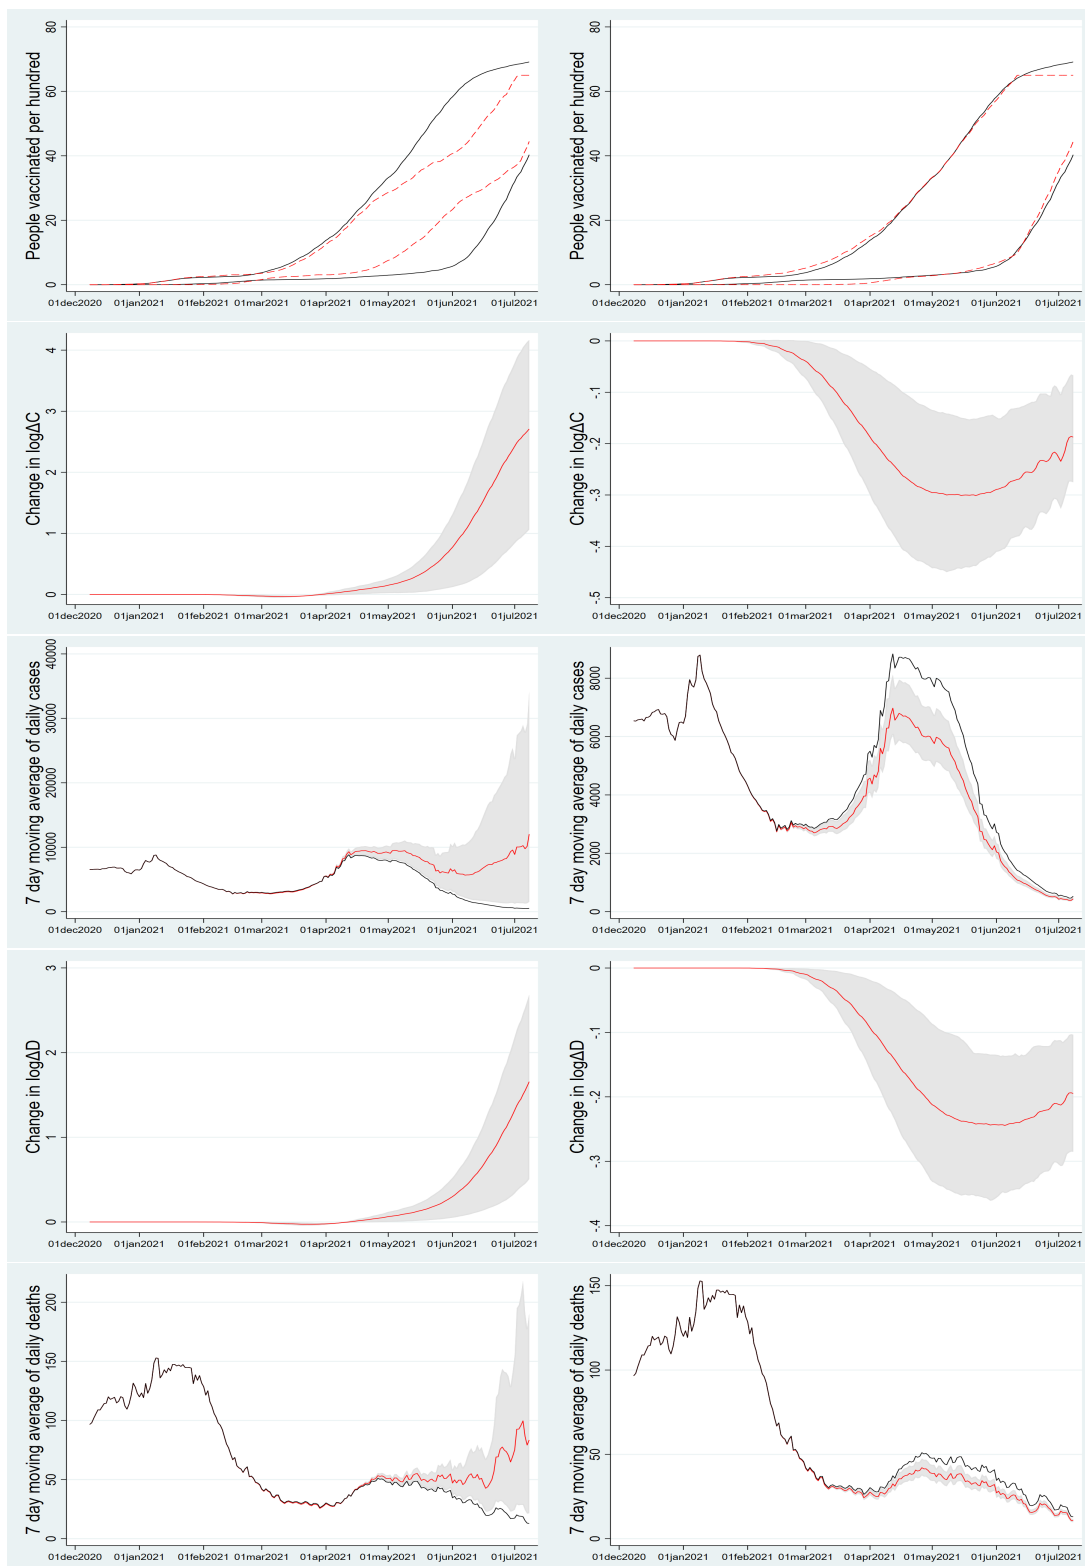 People vaccinated per hundred
80
60
40
20
0
01dec2020 01jan2021 01feb2021 01mar2021 01apr2021 01may2021 01jun2021 01jul2021
People vaccinated per hundred
80
60
40
20
0
01dec2020 01jan2021 01feb2021 01mar2021 01apr2021 01may2021 01jun2021 01jul2021
Change in logΔC
4
3
2
1
0
01dec2020 01jan2021 01feb2021 01mar2021 01apr2021 01may2021 01jun2021 01jul2021
Change in logΔC
0
-.1
-.2
-.3
-.4
-.5
01dec2020 01jan2021 01feb2021 01mar2021 01apr2021 01may2021 01jun2021 01jul2021
7 day moving average of daily cases
40000
30000
20000
10000
0
01dec2020 01jan2021 01feb2021 01mar2021 01apr2021 01may2021 01jun2021 01jul2021
7 day moving average of daily cases
8000
6000
4000
2000
0
01dec2020 01jan2021 01feb2021 01mar2021 01apr2021 01may2021 01jun2021 01jul2021
Change in logΔD
3
2
1
0
01dec2020 01jan2021 01feb2021 01mar2021 01apr2021 01may2021 01jun2021 01jul2021
Change in logΔD
0
-.1
-.2
-.3
-.4
01dec2020 01jan2021 01feb2021 01mar2021 01apr2021 01may2021 01jun2021 01jul2021
7 day moving average of daily deaths
200
150
100
50
0
01dec2020 01jan2021 01feb2021 01mar2021 01apr2021 01may2021 01jun2021 01jul2021
7 day moving average of daily deaths
150
100
50
0
01dec2020 01jan2021 01feb2021 01mar2021 01apr2021 01may2021 01jun2021 01jul2021